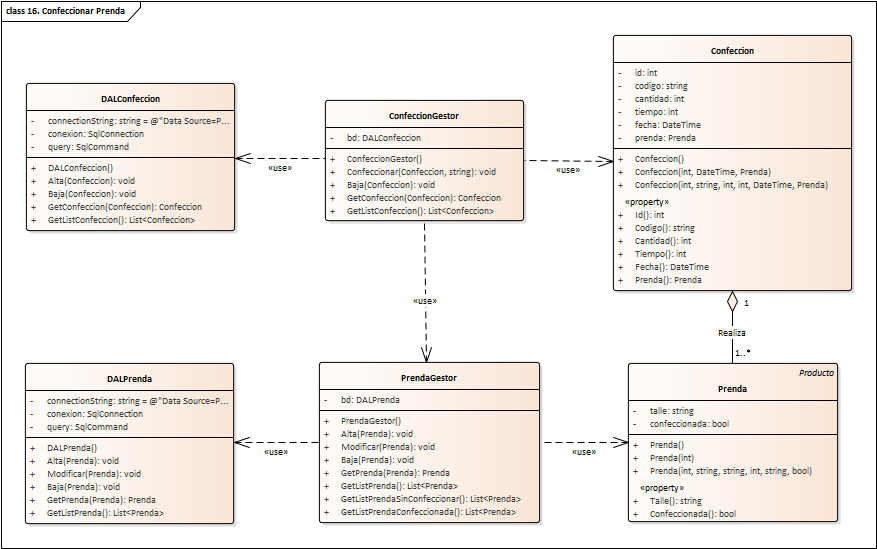 class 16. Confeccionar Prenda
DALConfeccion
- connectionString: string = @"Data Source=P...
- conexion: SqlConnection
- query: SqlCommand
+ DALConfeccion()
+ Alta(Confeccion): void
+ Baja(Confeccion): void
+ GetConfecion(Confeccion): Confeccion
+ GetListConfecion(): List<Confeccion>
«use»
ConfeccionGestor
- bd: DALConfeccion
+ ConfeccionGestor()
+ Confeccionar(Confeccion, string): void
+ Baja(Confeccion): void
+ GetConfecion(Confeccion): Confeccion
+ GetListConfecion(): List<Confeccion>
«use»
Confeccion
- id: int
- codigo: string
- cantidad: int
- tiempo: int
- fecha: DateTime
- prenda: Prenda
+ Confeccion()
+ Confeccion(int, DateTime, Prenda)
+ Confeccion(int, string, int, int, DateTime, Prenda)
«property»
+ Id(): int
+ Codigo(): string
+ Cantidad(): int
+ Tiempo(): int
+ Fecha(): DateTime
+ Prenda(): Prenda
«use»
1
Realiza
1..*
DALPrenda
- connectionString: string = @"Data Source=P...
- conexion: SqlConnection
- query: SqlCommand
+ DALPrenda()
+ Alta(Prenda): void
+ Modificar(Prenda): void
+ Baja(Prenda): void
+ GetPrenda(Prenda): Prenda
+ GetListPrenda(): List<Prenda>
«use»
PrendaGestor
- bd: DALPrenda
+ PrendaGestor()
+ Alta(Prenda): void
+ Modificar(Prenda): void
+ Baja(Prenda): void
+ GetPrenda(Prenda): Prenda
+ GetListPrenda(): List<Prenda>
+ GetListPrendaSinConfeccionar(): List<Prenda>
+ GetListPrendaConfeccionada(): List<Prenda>
«use»
Producto
Prenda
- talle: string
- confeccionada: bool
+ Prenda()
+ Prenda(int)
+ Prenda(int, string, string, int, string, bool)
«property»
+ Talle(): string
+ Confeccionada(): bool